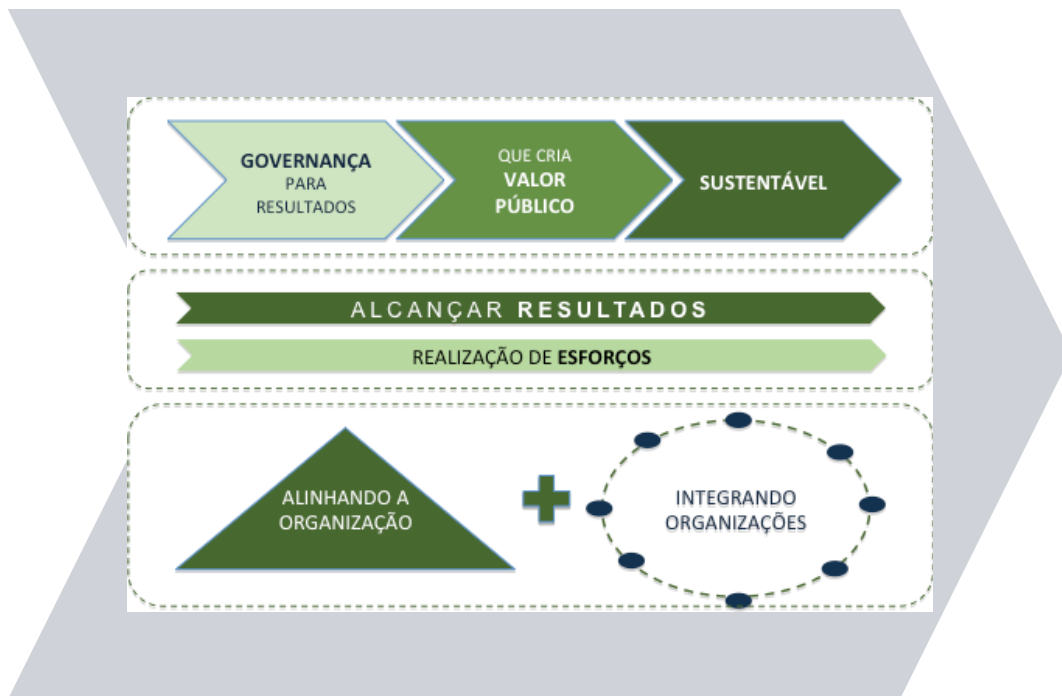 GOVERNANÇA
PARA
RESULTADOS
QUE CRIA
VALOR
PÚBLICO
SUSTENTÁVEL
ALCANÇAR RESULTADOS
REALIZAÇÃO DE ESFORÇOS
ALINHANDO A
ORGANIZAÇÃO
INTEGRANDO
ORGANIZAÇÕES